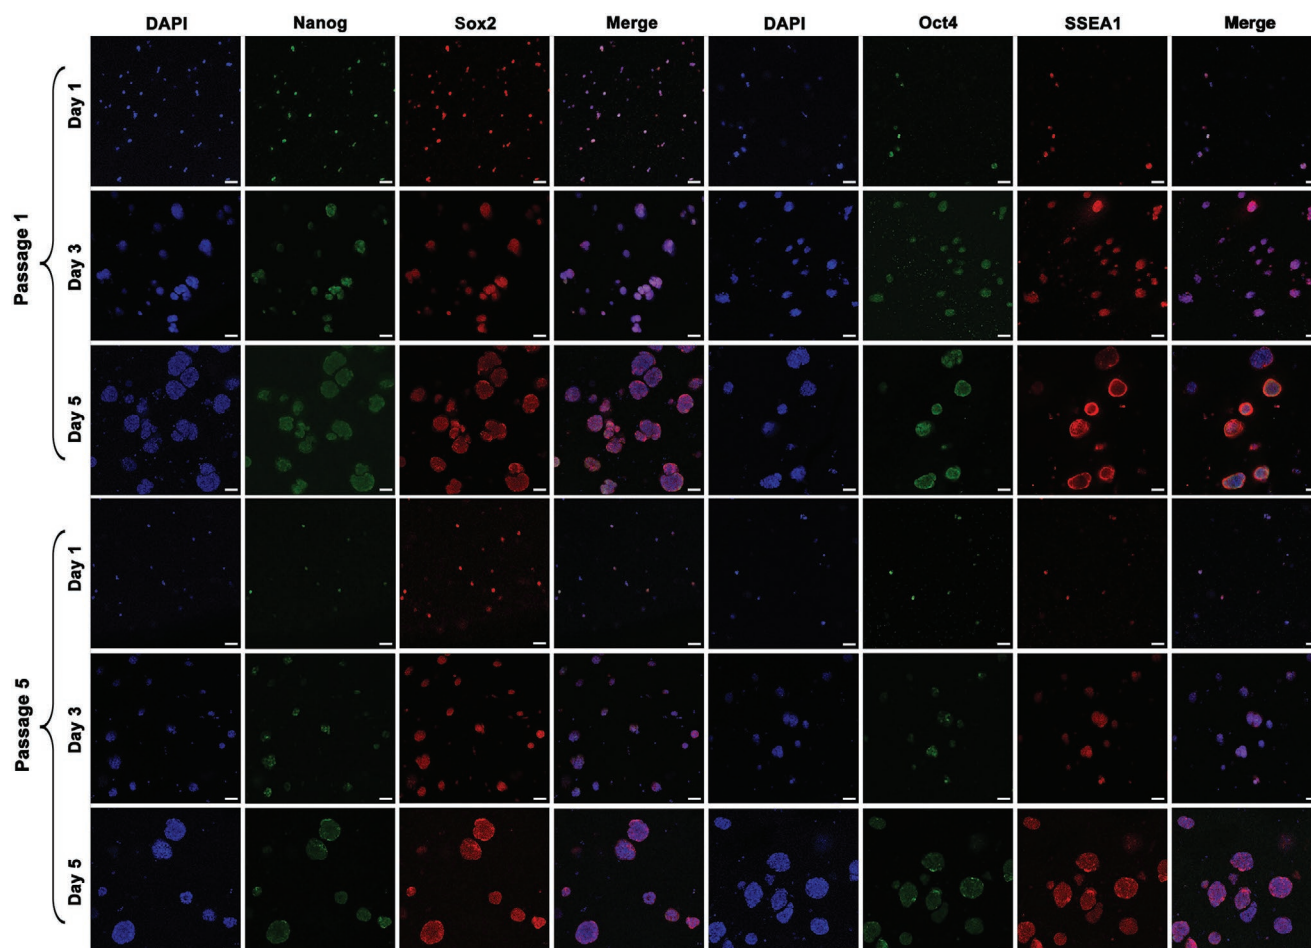 DAPI Nanog Sox2 Merge DAPI Oct4 SSEA1 Merge
Passage 1
Day 1
Day 3
Day 5
Passage 5
Day 1
Day 3
Day 5